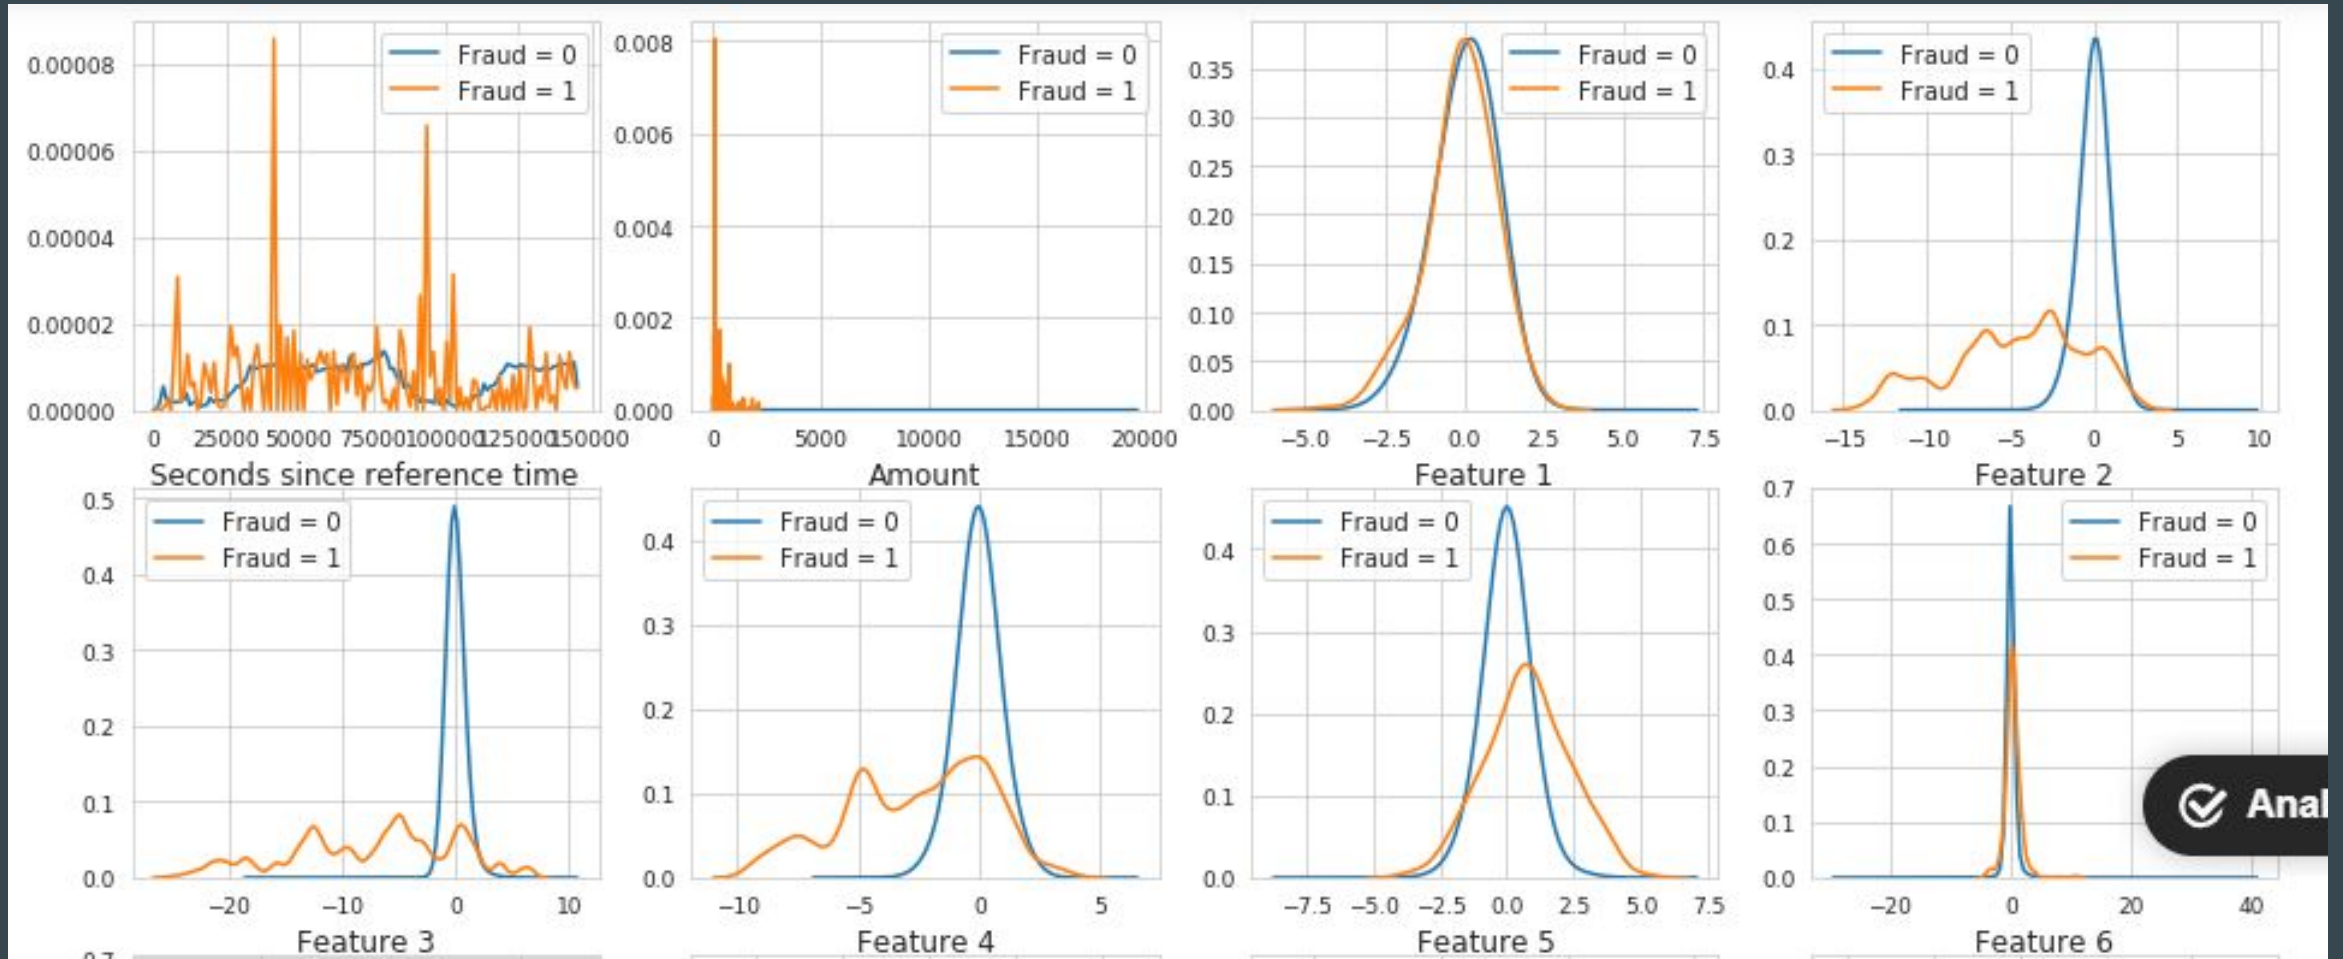 Fraud = 0
Fraud = 1
0.00008
0.00006
0.00004
0.00002
0.00000
0 25000 50000 75000 100000 125000 150000
Seconds since reference time
Fraud = 0
Fraud = 1
0.008
0.006
0.004
0.002
0.000
0 5000 10000 15000 20000
Amount
Fraud = 0
Fraud = 1
0.35
0.30
0.25
0.20
0.15
0.10
0.05
0.00
−5.0 −2.5 0.0 2.5 5.0 7.5
Feature 1
Fraud = 0
Fraud = 1
0.4
0.3
0.2
0.1
0.0
−15 −10 −5 0 5 10
Feature 2
Fraud = 0
Fraud = 1
0.5
0.4
0.3
0.2
0.1
0.0
−20 −10 0 10
Feature 3
Fraud = 0
Fraud = 1
0.4
0.3
0.2
0.1
0.0
−10 −5 0 5
Feature 4
Fraud = 0
Fraud = 1
0.4
0.3
0.2
0.1
0.0
−7.5 −5.0 −2.5 0.0 2.5 5.0 7.5
Feature 5
Fraud = 0
Fraud = 1
0.7
0.6
0.5
0.4
0.3
0.2
0.1
0.0
−20 0 20 40
Feature 6
0.7